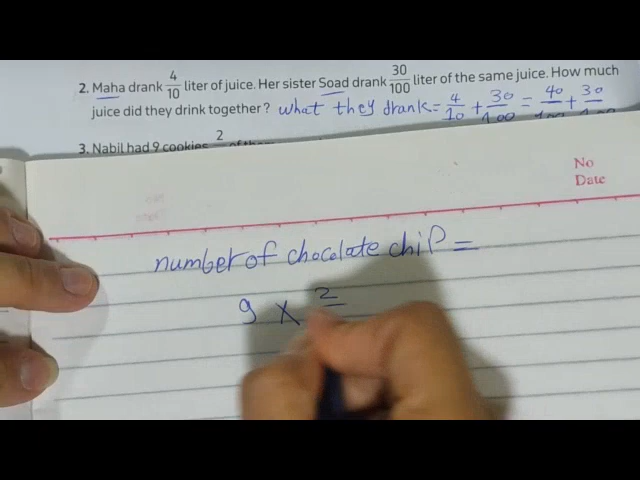 2. Maha drank 4/10 liter of juice. Her sister Soad drank 30/100 liter of the same juice. How much
juice did they drink together? what they drank = 4/10 + 30/100 = 40/100 + 30/100
3. Nabil had 9 cookies. 2
No
Date
number of chocolate chip =
9 × 2